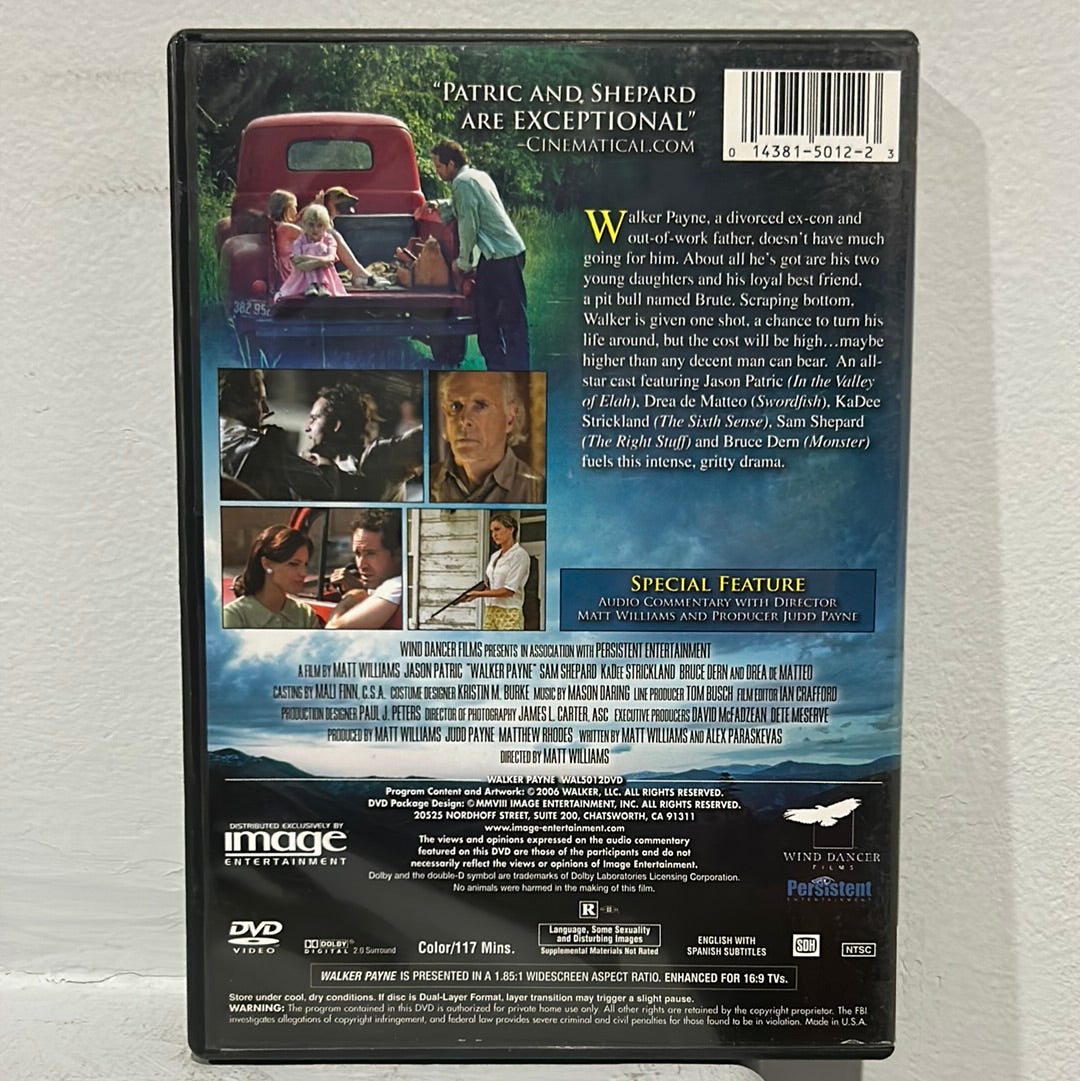 "PATRIC AND SHEPARD
ARE EXCEPTIONAL"
–CINEMATICAL.COM
0 14381-5012-2 3
Walker Payne, a divorced ex-con and
out-of-work father, doesn't have much
going for him. About all he's got are his two
young daughters and his loyal best friend,
a pit bull named Brute. Scraping bottom,
Walker is given one shot, a chance to turn his
life around, but the cost will be high...maybe
higher than any decent man can bear. An all-
star cast featuring Jason Patric (In the Valley
of Elah), Drea de Matteo (Swordfish), KaDee
Strickland (The Sixth Sense), Sam Shepard
(The Right Stuff) and Bruce Dern (Monster)
fuels this intense, gritty drama.
382 952
SPECIAL FEATURE
AUDIO COMMENTARY WITH DIRECTOR
MATT WILLIAMS AND PRODUCER JUDD PAYNE
WIND DANCER FILMS PRESENTS IN ASSOCIATION WITH PERSISTENT ENTERTAINMENT
A FILM BY MATT WILLIAMS JASON PATRIC "WALKER PAYNE" SAM SHEPARD KADEE STRICKLAND BRUCE DERN AND DREA DE MATTEO
CASTING BY MALI FINN, C.S.A. COSTUME DESIGNER KRISTIN M. BURKE MUSIC BY MASON DARING LINE PRODUCER TOM BUSCH FILM EDITOR IAN CRAFFORD
PRODUCTION DESIGNER PAUL J. PETERS DIRECTOR OF PHOTOGRAPHY JAMES L. CARTER, ASC EXECUTIVE PRODUCERS DAVID McFADZEAN DETE MESERVE
PRODUCED BY MATT WILLIAMS JUDD PAYNE MATTHEW RHODES WRITTEN BY MATT WILLIAMS AND ALEX PARASKEVAS
DIRECTED BY MATT WILLIAMS
WALKER PAYNE WAL5012DVD
Program Content and Artwork: ©2006 WALKER, LLC. ALL RIGHTS RESERVED.
DVD Package Design: ©MMVIII IMAGE ENTERTAINMENT, INC. ALL RIGHTS RESERVED.
20525 NORDHOFF STREET, SUITE 200, CHATSWORTH, CA 91311
www.image-entertainment.com
The views and opinions expressed on the audio commentary
featured on this DVD are those of the participants and do not
necessarily reflect the views or opinions of Image Entertainment.
Dolby and the double-D symbol are trademarks of Dolby Laboratories Licensing Corporation.
No animals were harmed in the making of this film.
DISTRIBUTED EXCLUSIVELY BY
image
ENTERTAINMENT
WIND DANCER
FILMS
Persistent
ENTERTAINMENT
R
Language, Some Sexuality
and Disturbing Images
Supplemental Materials Not Rated
DVD
VIDEO
DOLBY
DIGITAL 2.0 Surround
Color/117 Mins.
ENGLISH WITH
SPANISH SUBTITLES
SDH
NTSC
WALKER PAYNE IS PRESENTED IN A 1.85:1 WIDESCREEN ASPECT RATIO. ENHANCED FOR 16:9 TVs.
Store under cool, dry conditions. If disc is Dual-Layer Format, layer transition may trigger a slight pause.
WARNING: The program contained in this DVD is authorized for private home use only. All other rights are retained by the copyright proprietor. The FBI
investigates allegations of copyright infringement, and federal law provides severe criminal and civil penalties for those found to be in violation. Made in U.S.A.